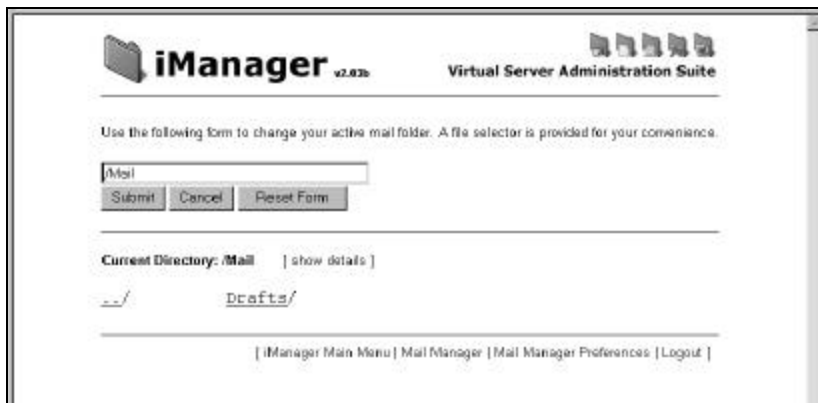 iManager v2.03b
Virtual Server Administration Suite
Use the following form to change your active mail folder. A file selector is provided for your convenience.
/Mail
Submit Cancel Reset Form
Current Directory: /Mail [ show details ]
../ Drafts/
[ iManager Main Menu | Mail Manager | Mail Manager Preferences | Logout ]